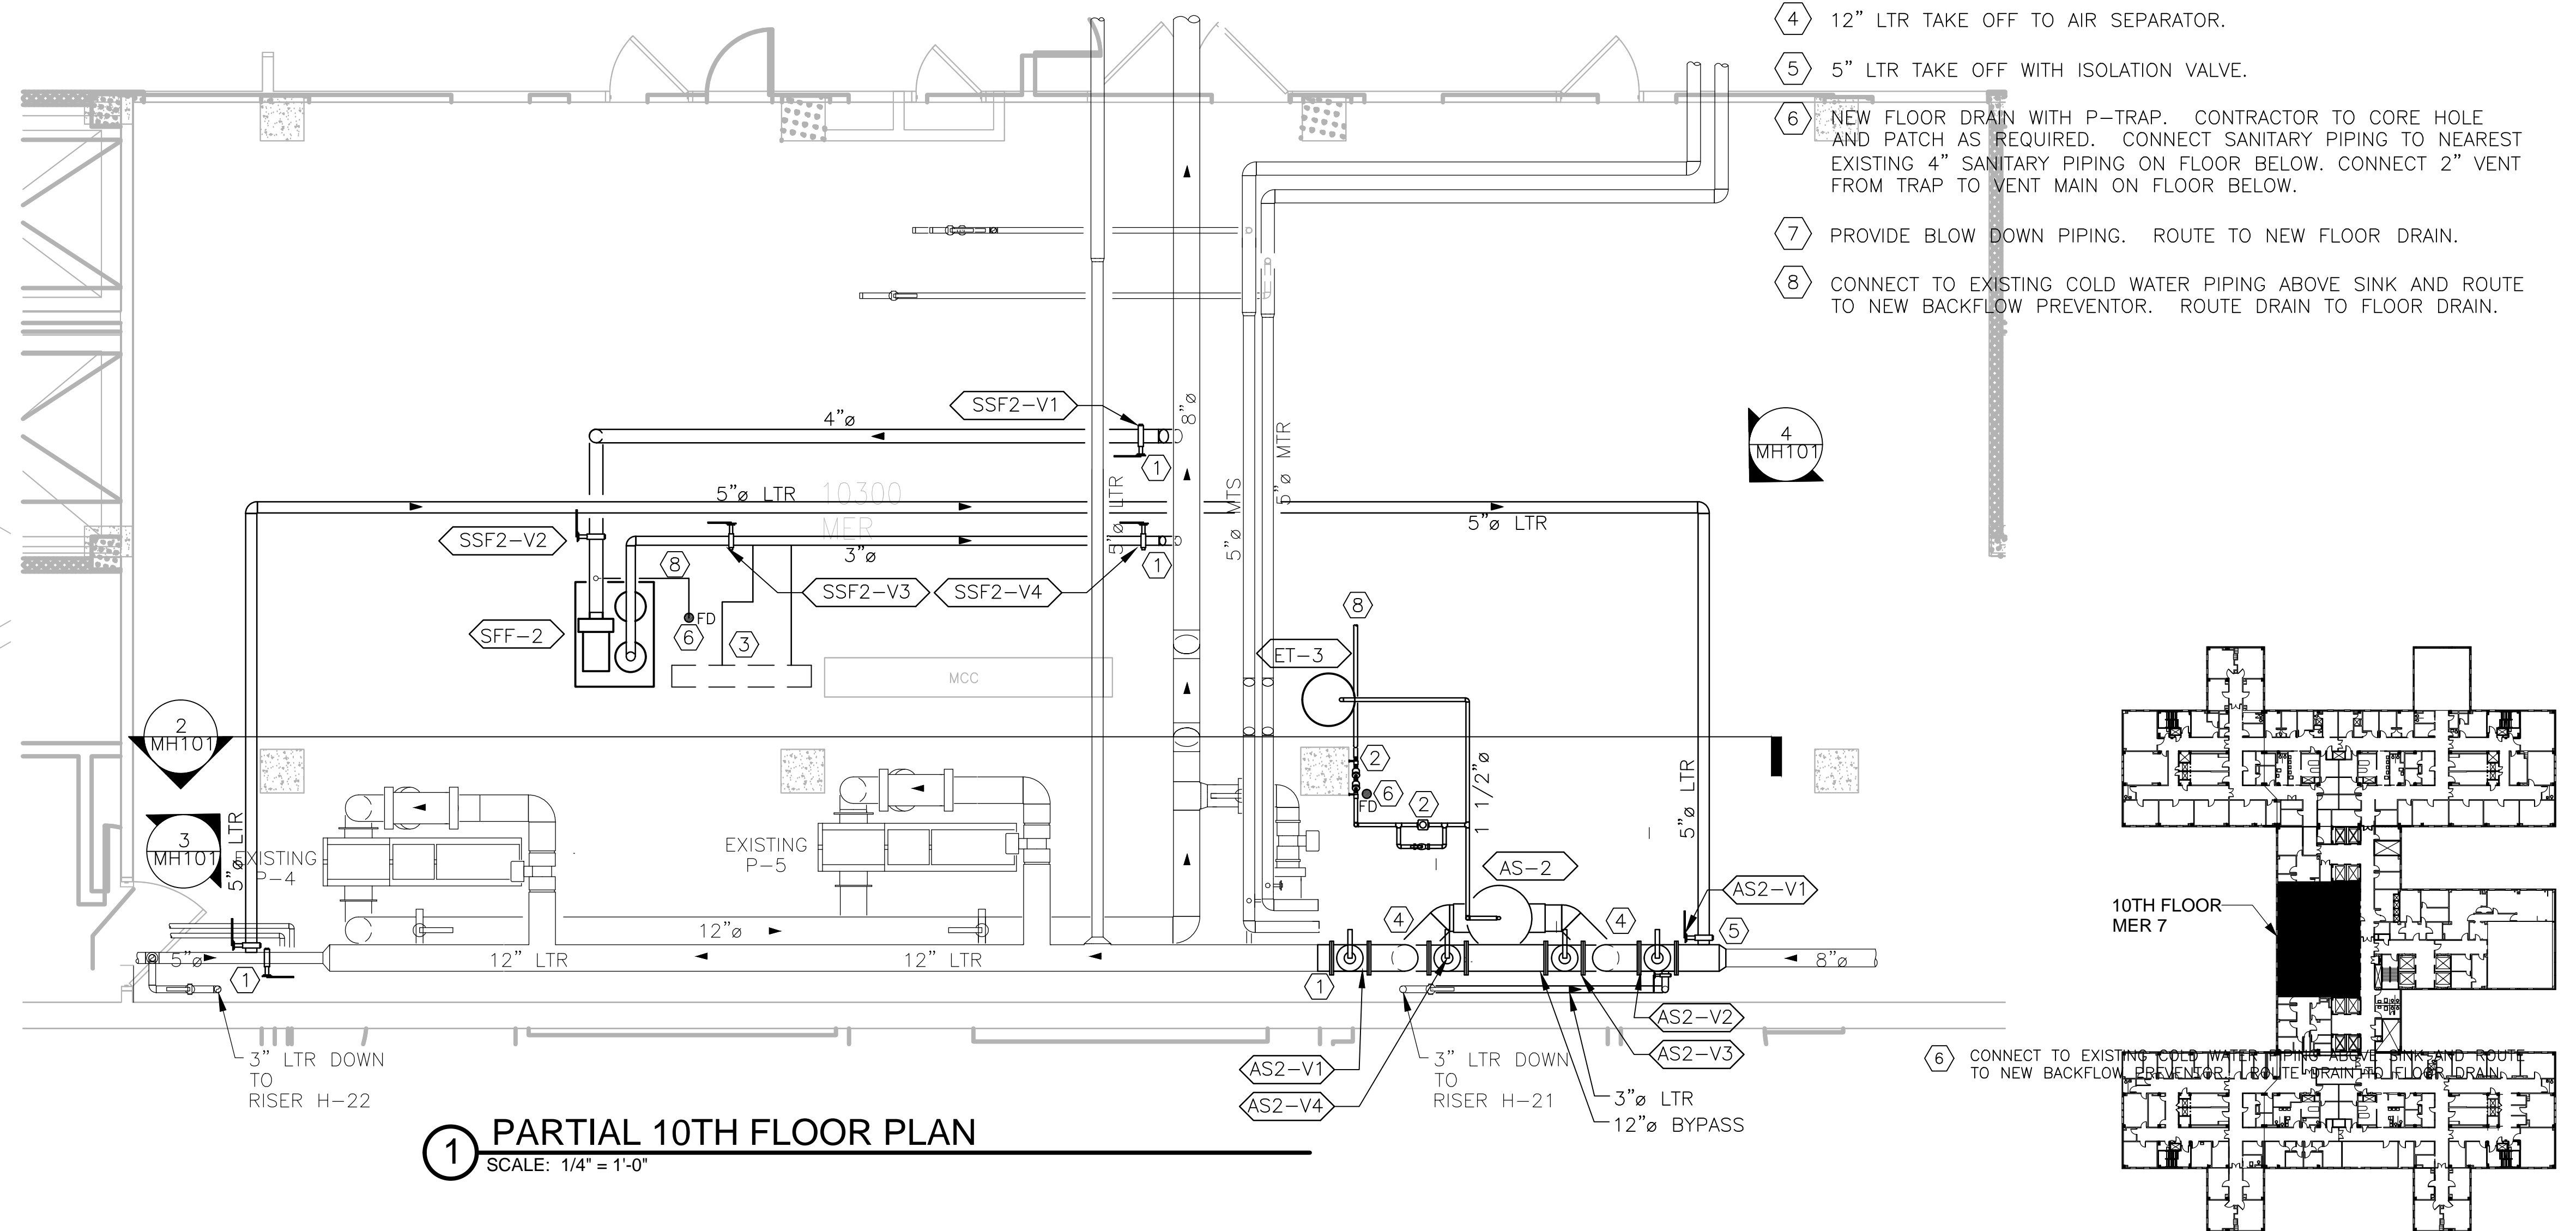 4 12" LTR TAKE OFF TO AIR SEPARATOR.
5 5" LTR TAKE OFF WITH ISOLATION VALVE.
6 NEW FLOOR DRAIN WITH P-TRAP. CONTRACTOR TO CORE HOLE
AND PATCH AS REQUIRED. CONNECT SANITARY PIPING TO NEAREST
EXISTING 4" SANITARY PIPING ON FLOOR BELOW. CONNECT 2" VENT
FROM TRAP TO VENT MAIN ON FLOOR BELOW.
7 PROVIDE BLOW DOWN PIPING. ROUTE TO NEW FLOOR DRAIN.
8 CONNECT TO EXISTING COLD WATER PIPING ABOVE SINK AND ROUTE
TO NEW BACKFLOW PREVENTOR. ROUTE DRAIN TO FLOOR DRAIN.
SSF2-V1
4"ø
8"ø
1
4
MH101
5"ø MTR
5"ø LTR
10300
MER
5"ø LTR
5"ø MTS
5"ø LTR
SSF2-V2
3"ø
8
1
SSF2-V3
SSF2-V4
SFF-2
FD
6
3
8
ET-3
MCC
2
MH101
2
6
FD
2
1 1/2"ø
5"ø LTR
3
MH101
5"ø LTR
EXISTING
P-4
EXISTING
P-5
AS-2
AS2-V1
4
4
5
12"ø
5"ø
1
12" LTR
12" LTR
8"ø
1
AS2-V2
AS2-V3
AS2-V1
AS2-V4
3" LTR DOWN
TO
RISER H-22
3" LTR DOWN
TO
RISER H-21
3"ø LTR
12"ø BYPASS
10TH FLOOR
MER 7
6 CONNECT TO EXISTING COLD WATER PIPING ABOVE SINK AND ROUTE
TO NEW BACKFLOW PREVENTOR. ROUTE DRAIN TO FLOOR DRAIN.
1 PARTIAL 10TH FLOOR PLAN
SCALE: 1/4" = 1'-0"